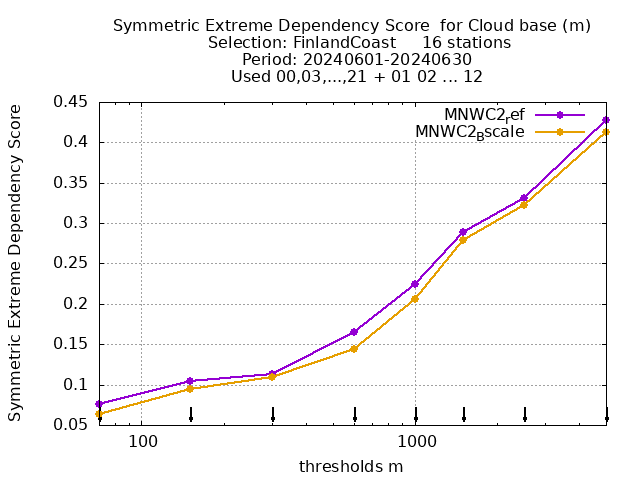 Symmetric Extreme Dependency Score  for Cloud base (m)
Selection: FinlandCoast     16 stations
Period: 20240601-20240630
Used 00,03,...,21 + 01 02 ... 12
MNWC2ref
MNWC2Bscale
0.45
0.4
0.35
0.3
0.25
0.2
0.15
0.1
0.05
Symmetric Extreme Dependency Score
100
1000
thresholds m